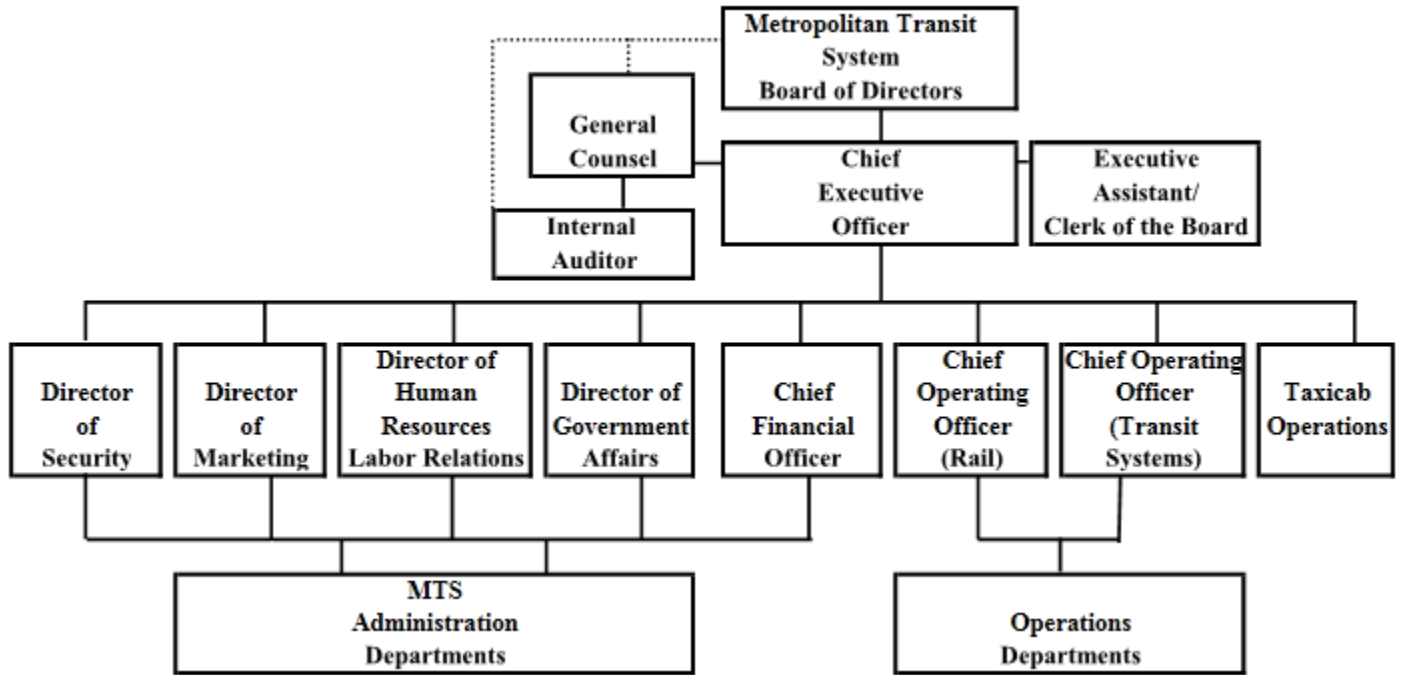 Metropolitan Transit
System
Board of Directors
General
Counsel
Chief
Executive
Officer
Executive
Assistant/
Clerk of the Board
Internal
Auditor
Director
of
Security
Director
of
Marketing
Director of
Human
Resources
Labor Relations
Director of
Government
Affairs
Chief
Financial
Officer
Chief
Operating
Officer
(Rail)
Chief Operating
Officer
(Transit
Systems)
Taxicab
Operations
MTS
Administration
Departments
Operations
Departments